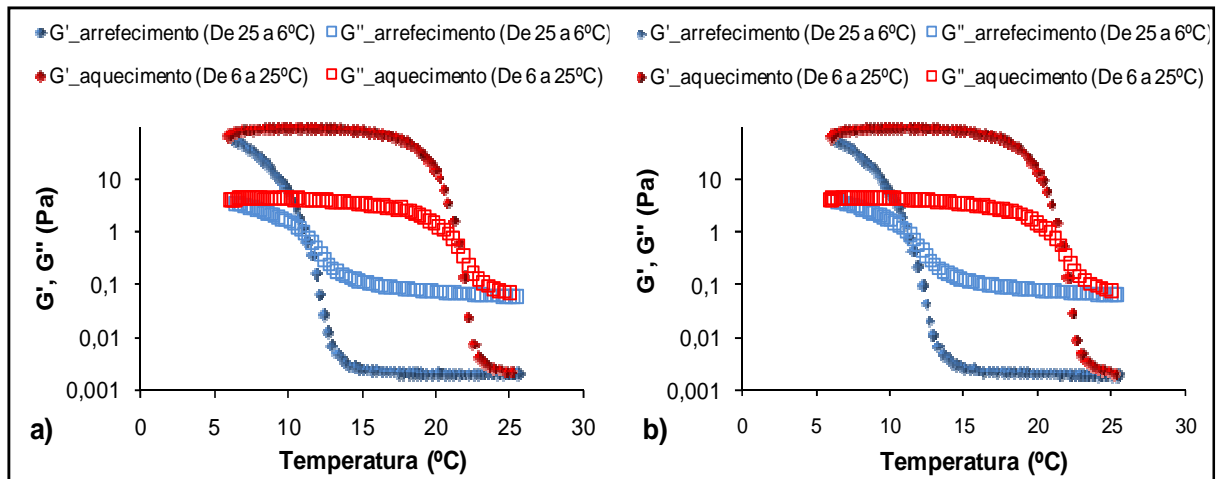 G'_arrefecimento (De 25 a 6ºC) G''_arrefecimento (De 25 a 6ºC)
G'_aquecimento (De 6 a 25ºC) G''_aquecimento (De 6 a 25ºC)
G', G'' (Pa)
10
1
0,1
0,01
0,001
0 5 10 15 20 25 30
a)
Temperatura (ºC)
G'_arrefecimento (De 25 a 6ºC) G''_arrefecimento (De 25 a 6ºC)
G'_aquecimento (De 6 a 25ºC) G''_aquecimento (De 6 a 25ºC)
G', G'' (Pa)
10
1
0,1
0,01
0,001
0 5 10 15 20 25 30
b)
Temperatura (ºC)